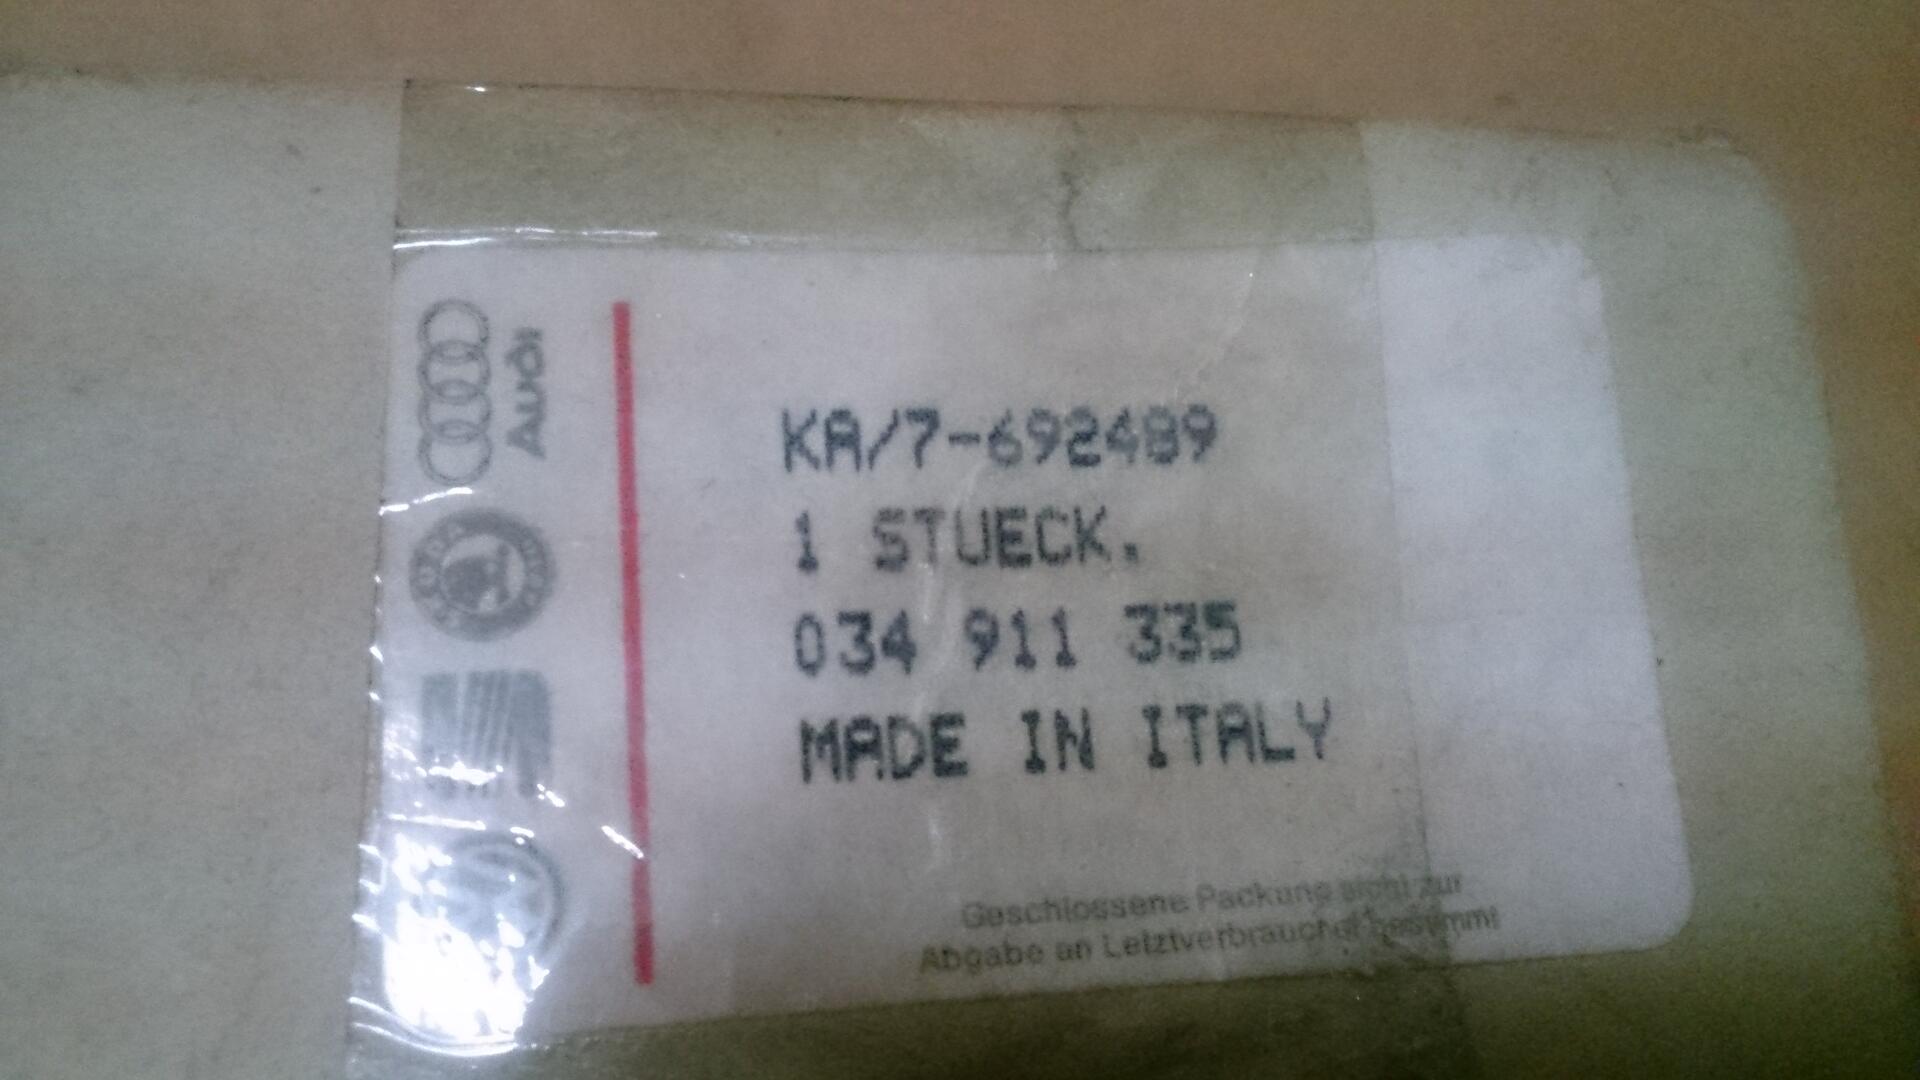 Audi
SKODA
KA/7-692489
1 STUECK.
034 911 335
MADE IN ITALY
Geschlossene Packung nicht zur
Abgabe an Letztverbraucher bestimmt